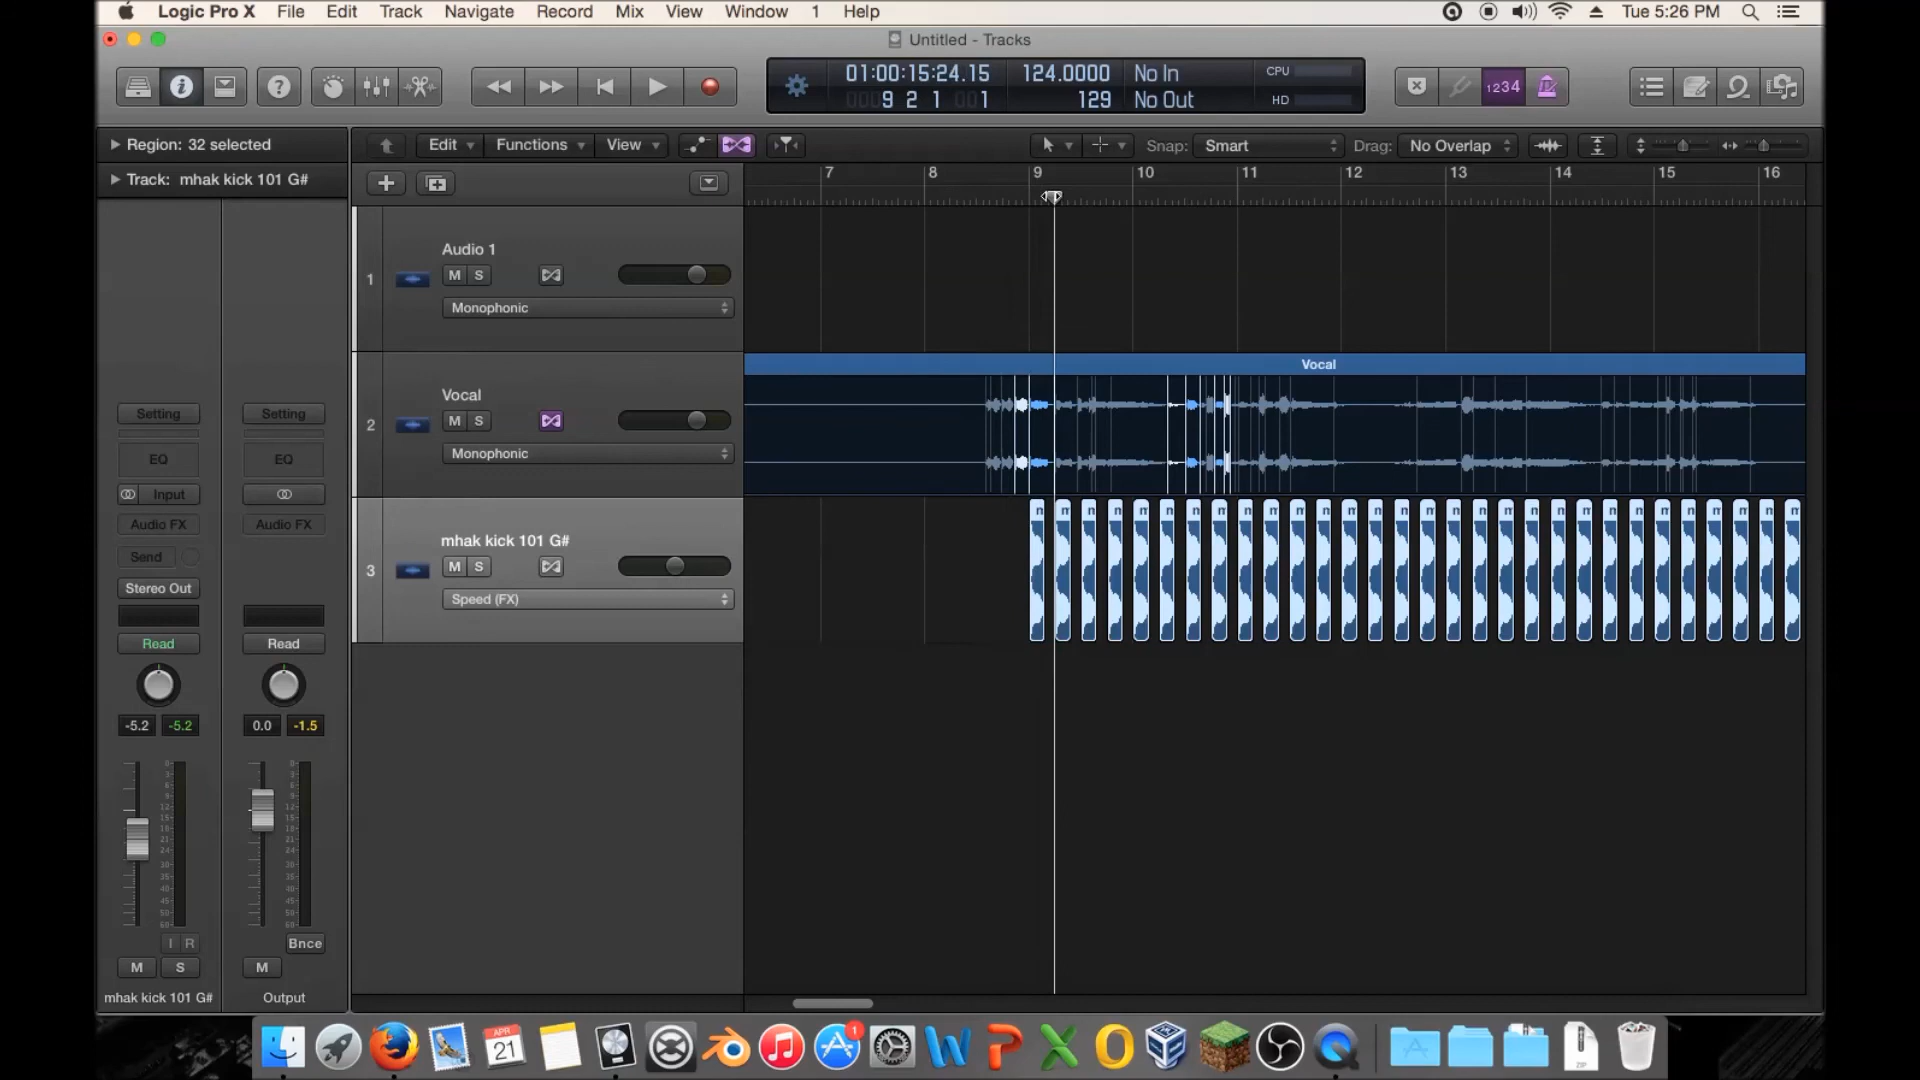 Logic Pro X File Edit Track Navigate Record Mix View Window 1 Help Tue 5:26 PM
Untitled - Tracks
01:00:15:24.15 124.0000 No In CPU
9 2 1 1 129 No Out HD
1234
Region: 32 selected
Edit Functions View Snap: Smart Drag: No Overlap
Track: mhak kick 101 G#
7 8 9 10 11 12 13 14 15 16
1
Audio 1
M S
Monophonic
Vocal
2
Vocal
M S
Monophonic
3
mhak kick 101 G#
M S
Speed (FX)
Setting Setting
EQ EQ
Input
Audio FX Audio FX
Send
Stereo Out
Read Read
-5.2 -5.2 0.0 -1.5
I R Bnce
M S M
mhak kick 101 G# Output
APR
21
1
ZIP